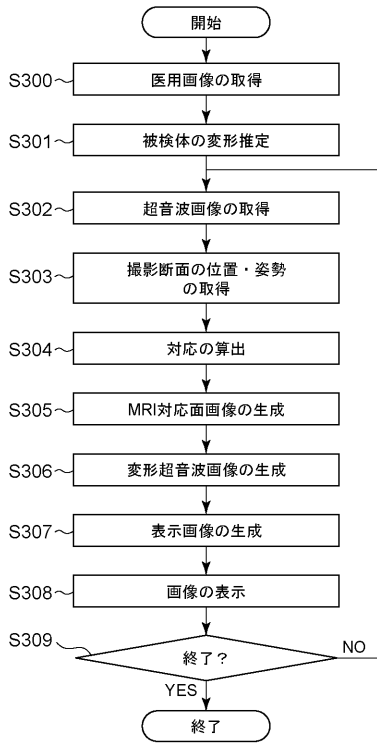 開始
S300
医用画像の取得
S301
被検体の変形推定
S302
超音波画像の取得
S303
撮影断面の位置・姿勢
の取得
S304
対応の算出
S305
MRI対応面画像の生成
S306
変形超音波画像の生成
S307
表示画像の生成
S308
画像の表示
S309
終了？
NO
YES
終了